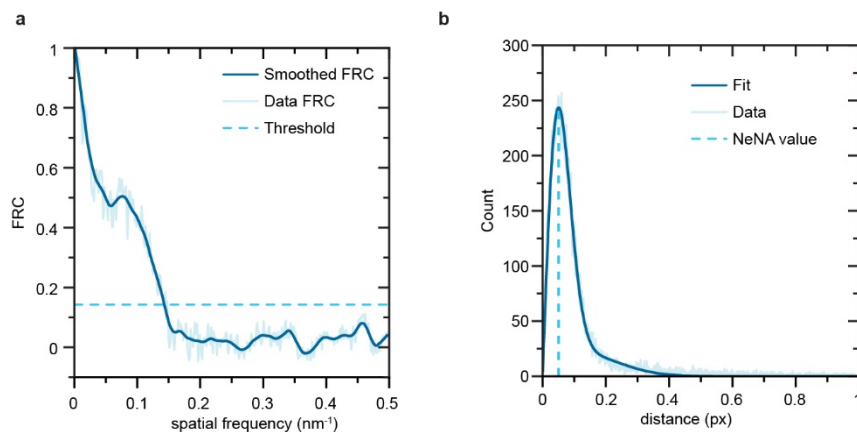 a
1
0.8
0.6
0.4
0.2
0
FRC
Smoothed FRC
Data FRC
Threshold
0
0.1
0.2
0.3
0.4
0.5
spatial frequency (nm⁻¹)
b
300
250
200
150
100
50
0
Count
Fit
Data
NeNA value
0
0.2
0.4
0.6
0.8
1
distance (px)